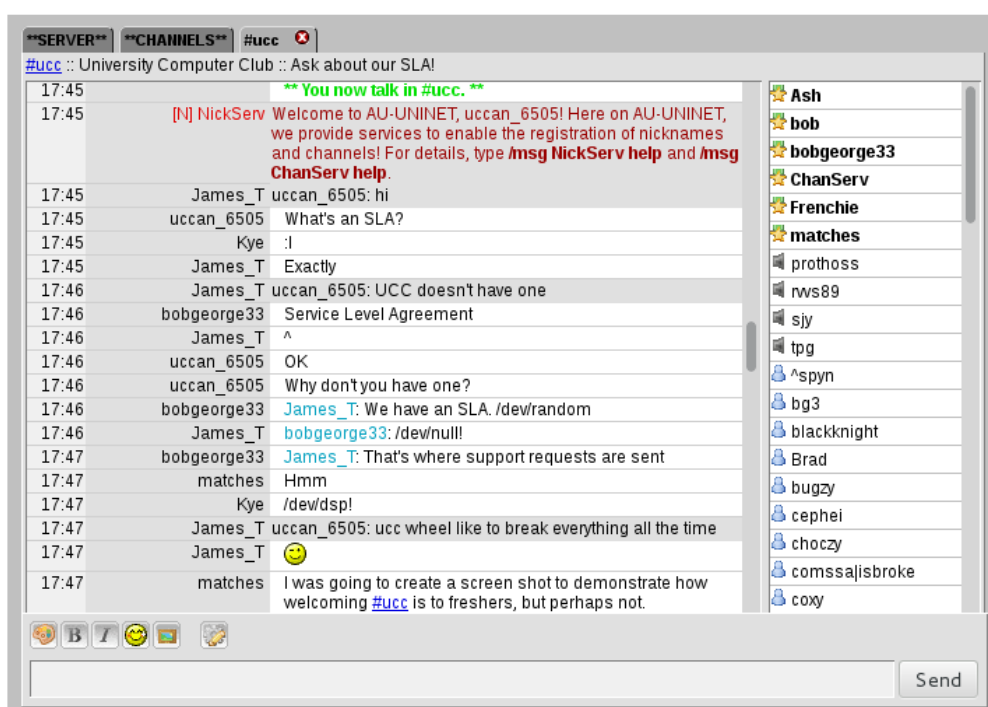 **SERVER** **CHANNELS** #ucc
#ucc :: University Computer Club :: Ask about our SLA!
17:45 ** You now talk in #ucc. **
17:45 [N] NickServ Welcome to AU-UNINET, uccan_6505! Here on AU-UNINET,
we provide services to enable the registration of nicknames
and channels! For details, type /msg NickServ help and /msg
ChanServ help.
17:45 James_T uccan_6505: hi
17:45 uccan_6505 What's an SLA?
17:45 Kye :I
17:45 James_T Exactly
17:46 James_T uccan_6505: UCC doesn't have one
17:46 bobgeorge33 Service Level Agreement
17:46 James_T ^
17:46 uccan_6505 OK
17:46 uccan_6505 Why don't you have one?
17:46 bobgeorge33 James_T: We have an SLA. /dev/random
17:46 James_T bobgeorge33: /dev/null!
17:47 bobgeorge33 James_T: That's where support requests are sent
17:47 matches Hmm
17:47 Kye /dev/dsp!
17:47 James_T uccan_6505: ucc wheel like to break everything all the time
17:47 James_T
17:47 matches I was going to create a screen shot to demonstrate how
welcoming #ucc is to freshers, but perhaps not.
Ash
bob
bobgeorge33
ChanServ
Frenchie
matches
prothoss
rws89
sjy
tpg
^spyn
bg3
blackknight
Brad
bugzy
cephei
choczy
comssa|isbroke
coxy
B I
Send